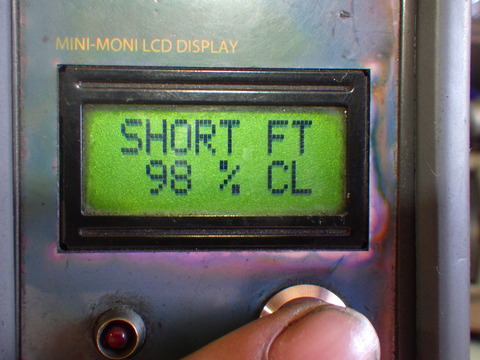 MINI-MONI LCD DISPLAY
SHORT FT
98 % CL